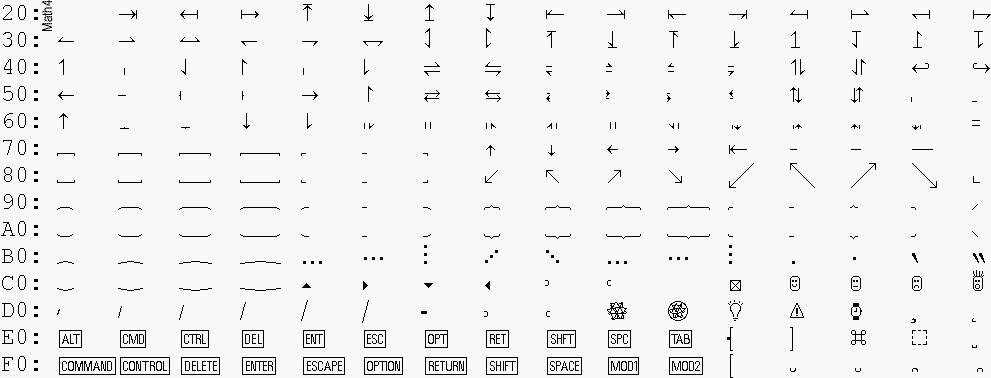 Math4
20:
30:
40:
50:
60:
70:
80:
90:
A0:
B0:
C0:
D0:
E0: ALT CMD CTRL DEL ENT ESC OPT RET SHFT SPC TAB [ ] ⌘
F0: COMMAND CONTROL DELETE ENTER ESCAPE OPTION RETURN SHIFT SPACE MOD1 MOD2 [